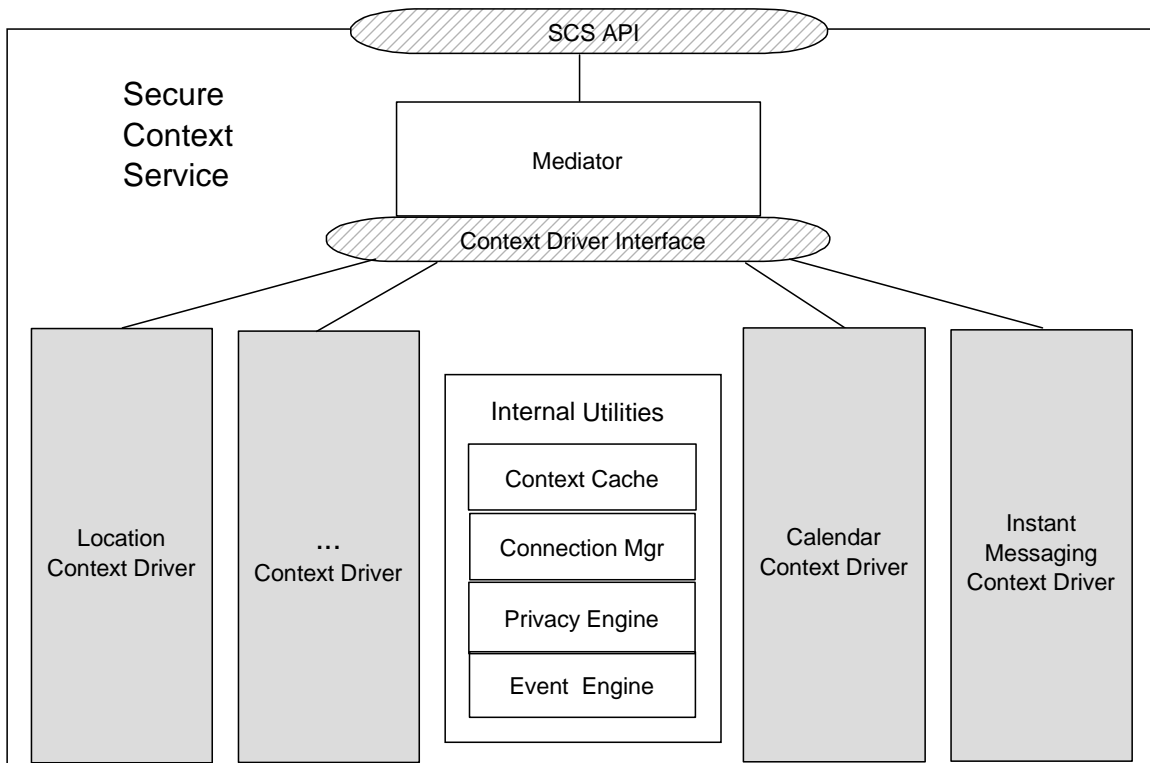 SCS API
Secure
Context
Service
Mediator
Context Driver Interface
Location
Context Driver
...
Context Driver
Internal Utilities
Context Cache
Connection Mgr
Privacy Engine
Event Engine
Calendar
Context Driver
Instant
Messaging
Context Driver